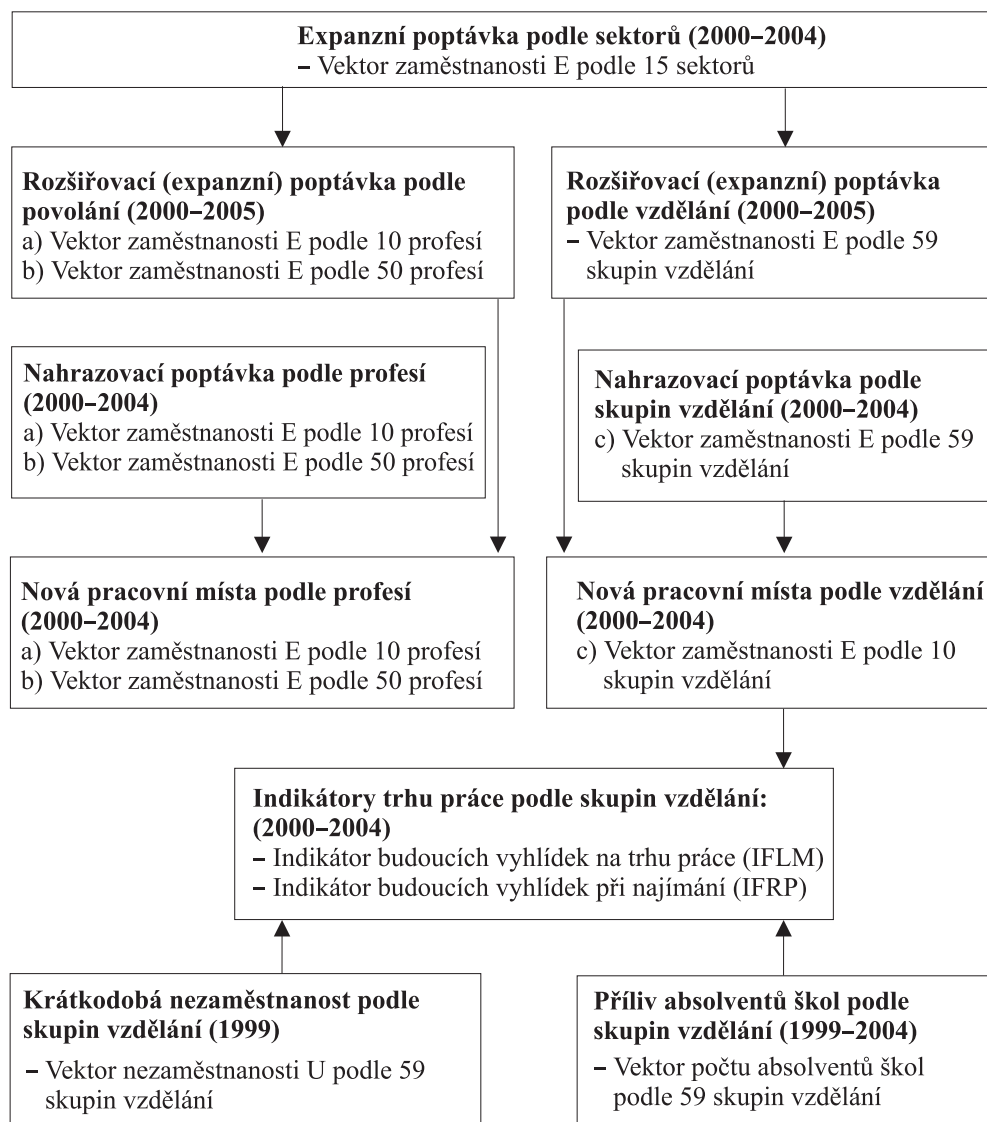 Expanzní poptávka podle sektorů (2000–2004)
– Vektor zaměstnanosti E podle 15 sektorů
Rozšiřovací (expanzní) poptávka podle
povolání (2000–2005)
a) Vektor zaměstnanosti E podle 10 profesí
b) Vektor zaměstnanosti E podle 50 profesí
Rozšiřovací (expanzní) poptávka
podle vzdělání (2000–2005)
– Vektor zaměstnanosti E podle 59
skupin vzdělání
Nahrazovací poptávka podle profesí
(2000–2004)
a) Vektor zaměstnanosti E podle 10 profesí
b) Vektor zaměstnanosti E podle 50 profesí
Nahrazovací poptávka podle
skupin vzdělání (2000–2004)
c) Vektor zaměstnanosti E podle 59
skupin vzdělání
Nová pracovní místa podle profesí
(2000–2004)
a) Vektor zaměstnanosti E podle 10 profesí
b) Vektor zaměstnanosti E podle 50 profesí
Nová pracovní místa podle vzdělání
(2000–2004)
c) Vektor zaměstnanosti E podle 10
skupin vzdělání
Indikátory trhu práce podle skupin vzdělání:
(2000–2004)
– Indikátor budoucích vyhlídek na trhu práce (IFLM)
– Indikátor budoucích vyhlídek při najímání (IFRP)
Krátkodobá nezaměstnanost podle
skupin vzdělání (1999)
– Vektor nezaměstnanosti U podle 59
skupin vzdělání
Příliv absolventů škol podle
skupin vzdělání (1999–2004)
– Vektor počtu absolventů škol
podle 59 skupin vzdělání